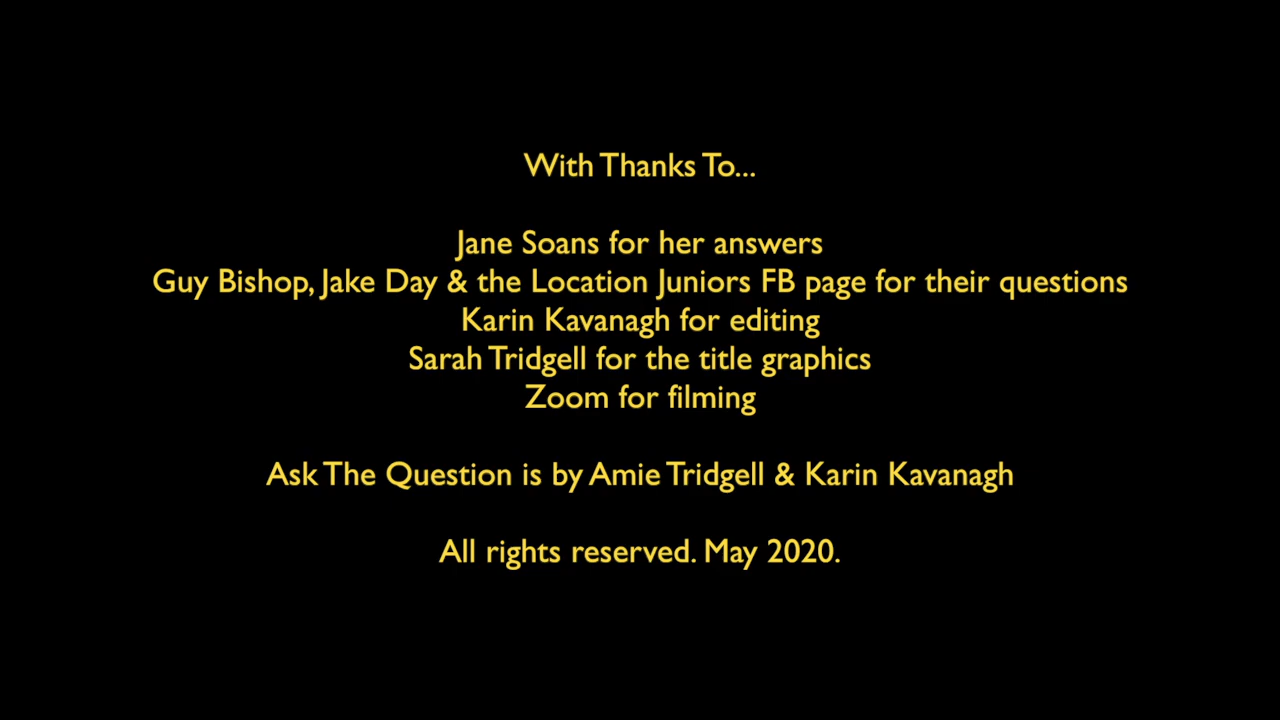 With Thanks To...
Jane Soans for her answers
Guy Bishop, Jake Day & the Location Juniors FB page for their questions
Karin Kavanagh for editing
Sarah Tridgell for the title graphics
Zoom for filming
Ask The Question is by Amie Tridgell & Karin Kavanagh
All rights reserved. May 2020.